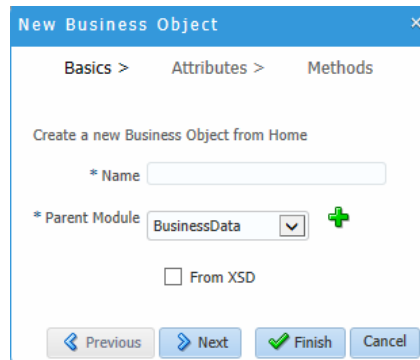 New Business Object
Basics > Attributes > Methods
Create a new Business Object from Home
* Name
* Parent Module BusinessData
From XSD
Previous Next Finish Cancel